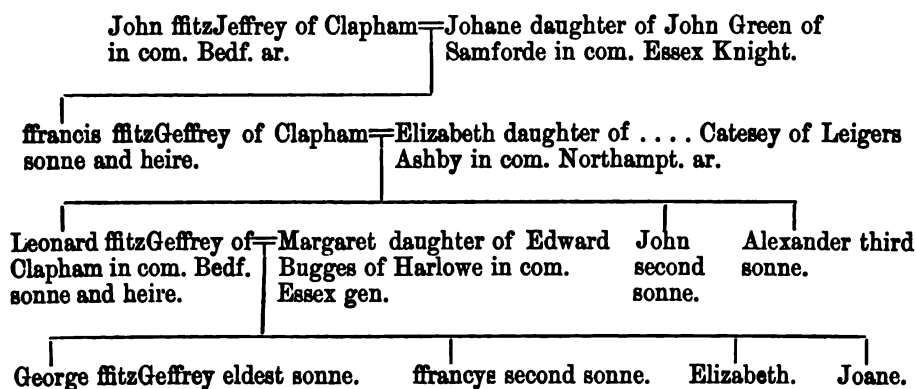 John ffitzJeffrey of Clapham=Johane daughter of John Green of
in com. Bedf. ar. Samforde in com. Essex Knight.
ffrancis ffitzGeffrey of Clapham=Elizabeth daughter of . . . . Catesey of Leigers
sonne and heire. Ashby in com. Northampt. ar.
Leonard ffitzGeffrey of=Margaret daughter of Edward John Alexander third
Clapham in com. Bedf. Bugges of Harlowe in com. second sonne.
sonne and heire. Essex gen. sonne.
George ffitzGeffrey eldest sonne. ffrancys second sonne. Elizabeth. Joane.